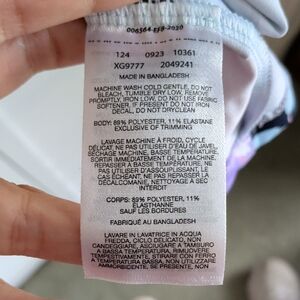 006564-EEB-2020
124 0923 10361
XG9777 2049241
MADE IN BANGLADESH
MACHINE WASH COLD GENTLE, DO NOT
BLEACH, TUMBLE DRY LOW, REMOVE
PROMPTLY, IRON LOW, DO NOT USE FABRIC
SOFTENER, IF PRESENT DO NOT IRON
DECAL DO NOT DRYCLEAN
BODY: 89% POLYESTER, 11% ELASTANE
EXCLUSIVE OF TRIMMING
LAVAGE MACHINE À FROID, CYCLE
DÉLICAT, NE PAS UTILISER D'EAU DE JAVEL,
SÉCHAGE MACHINE, BASSE TEMPÉRATURE,
SORTIR IMMÉDIATEMENT DE LA MACHINE,
REPASSER À BASSE TEMPÉRATURE, NE
PAS UTILISER D'ASSOUPLISSANT, LE
CAS ÉCHÉANT, NE PAS REPASSER LA
DÉCALCOMANIE, NETTOYAGE À SEC
INTERDIT
CORPS: 89% POLYESTER, 11%
ÉLASTHANNE
SAUF LES BORDURES
FABRIQUÉ AU BANGLADESH
LAVARE IN LAVATRICE IN ACQUA
FREDDA, CICLO DELICATO, NON
CANDEGGIARE, ASCIUGARE A TAMBURO
A BASSA TEMPERATURA, RIMUOVERE
TEMPESTIVAMENTE, STIRARE CON FERRO
A TEMPERATURA BASSA, NON UTILIZZARE
AMMORBIDENTE, SE PRESENTE, NON